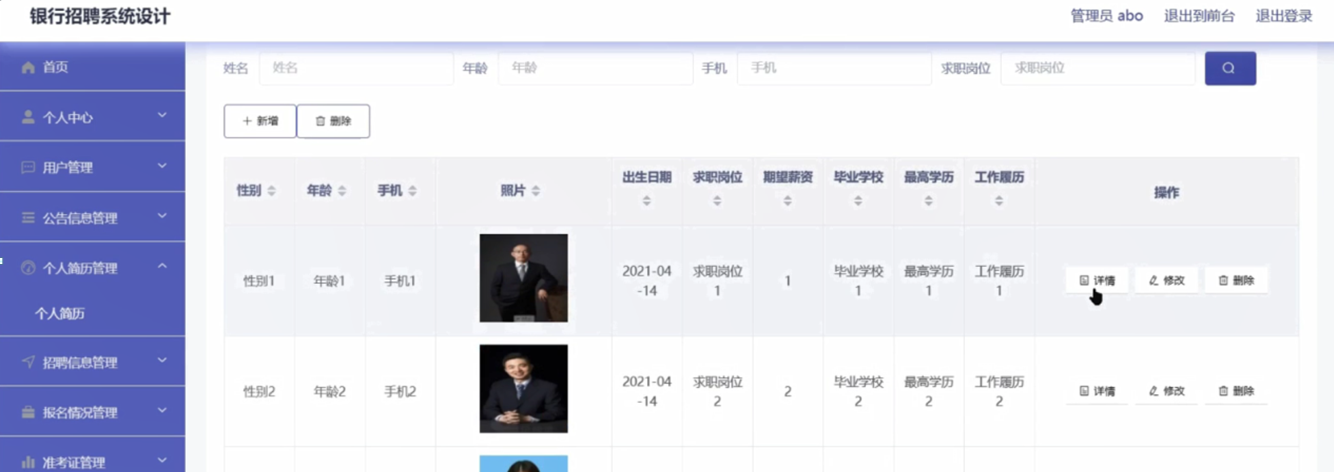 银行招聘系统设计
管理员 abo 退出到前台 退出登录
首页
个人中心
用户管理
公告信息管理
个人简历管理
个人简历
招聘信息管理
报名情况管理
准考证管理
姓名 姓名 年龄 年龄 手机 手机 求职岗位 求职岗位
+ 新增 删除
性别 年龄 手机 照片 出生日期 求职岗位 期望薪资 毕业学校 最高学历 工作履历 操作
性别1 年龄1 手机1 2021-04-14 求职岗位1 1 毕业学校1 最高学历1 工作履历1 详情 修改 删除
性别2 年龄2 手机2 2021-04-14 求职岗位2 2 毕业学校2 最高学历2 工作履历2 详情 修改 删除